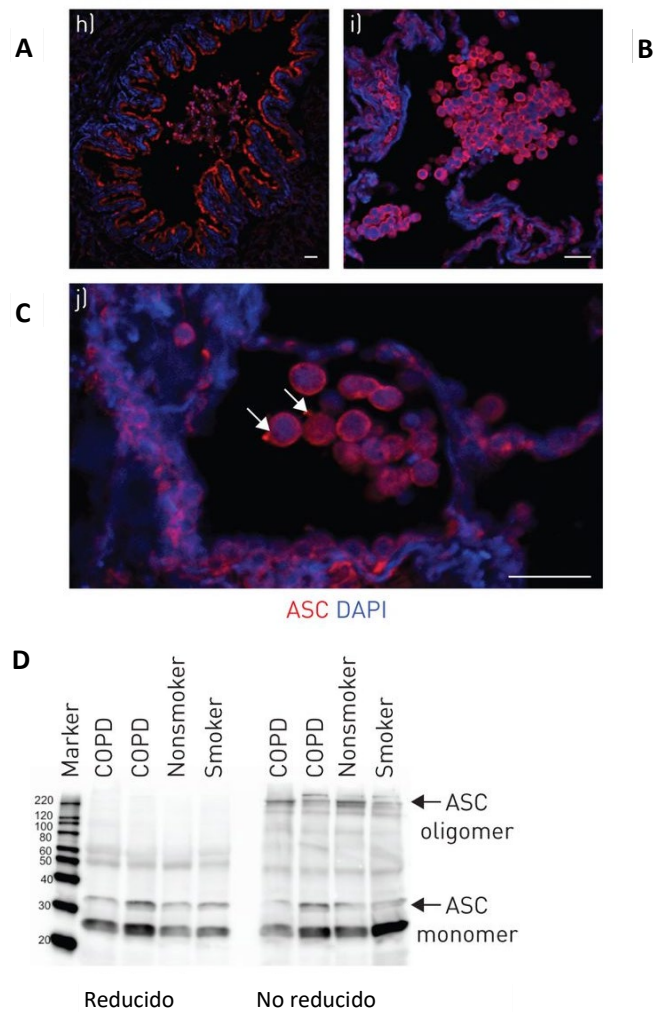 A
h)
i)
B
C
j)
ASC DAPI
D
Marker
COPD
COPD
Nonsmoker
Smoker
COPD
COPD
Nonsmoker
Smoker
220
120
100
80
60
50
40
30
20
ASC
oligomer
ASC
monomer
Reducido
No reducido